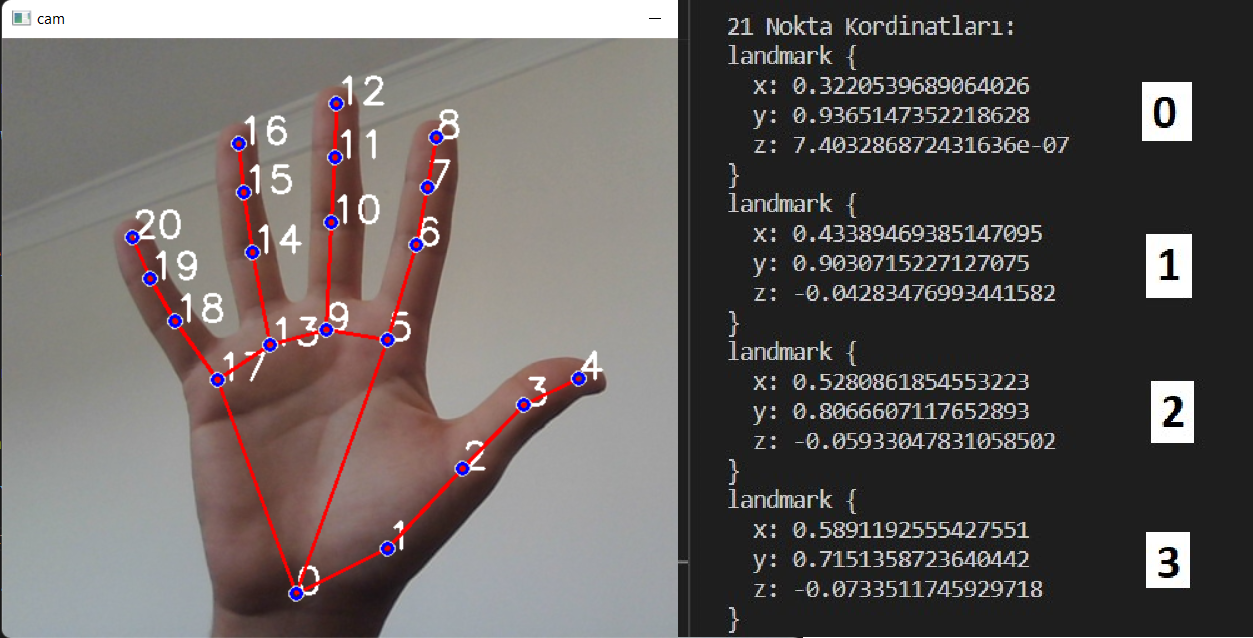 cam
12
16
8
11
7
15
10
6
20
14
19
18
9
5
13
17
4
3
2
1
0
21 Nokta Kordinatları:
landmark {
x: 0.3220539689064026
y: 0.9365147352218628
z: 7.403286872431636e-07
}
0
landmark {
x: 0.43389469385147095
y: 0.9030715227127075
z: -0.04283476993441582
}
1
landmark {
x: 0.5280861854553223
y: 0.8066607117652893
z: -0.05933047831058502
}
2
landmark {
x: 0.5891192555427551
y: 0.7151358723640442
z: -0.0733511745929718
}
3